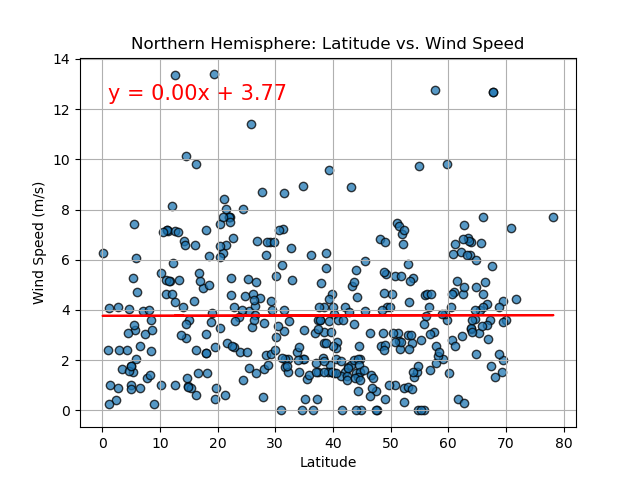 Northern Hemisphere: Latitude vs. Wind Speed
y = 0.00x + 3.77
Wind Speed (m/s)
14
12
10
8
6
4
2
0
0 10 20 30 40 50 60 70 80
Latitude